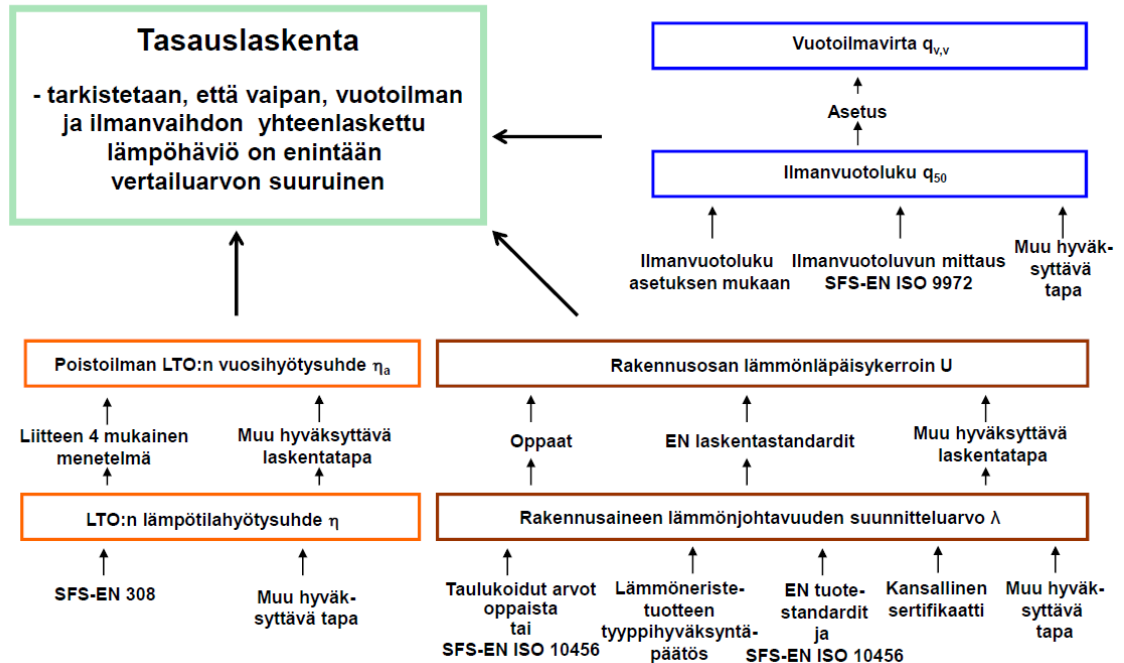 Tasauslaskenta
- tarkistetaan, että vaipan, vuotoilman
ja ilmanvaihdon yhteenlaskettu
lämpöhäviö on enintään
vertailuarvon suuruinen
Vuotoilmavirta qv,v
Asetus
Ilmanvuotoluku q50
Ilmanvuotoluku
asetuksen mukaan
Ilmanvuotoluvun mittaus
SFS-EN ISO 9972
Muu hyväk-
syttävä
tapa
Poistoilman LTO:n vuosihyötysuhde ηa
Liitteen 4 mukainen
menetelmä
Muu hyväksyttävä
laskentatapa
LTO:n lämpötilahyötysuhde η
SFS-EN 308
Muu hyväk-
syttävä tapa
Rakennusosan lämmönläpäisykerroin U
Oppaat
EN laskentastandardit
Muu hyväksyttävä
laskentatapa
Rakennusaineen lämmönjohtavuuden suunnitteluarvo λ
Taulukoidut arvot
oppaista
tai
SFS-EN ISO 10456
Lämmöneriste-
tuotteen
tyyppihyväksyntä-
päätös
EN tuote-
standardit
ja
SFS-EN ISO 10456
Kansallinen
sertifikaatti
Muu hyväk-
syttävä
tapa